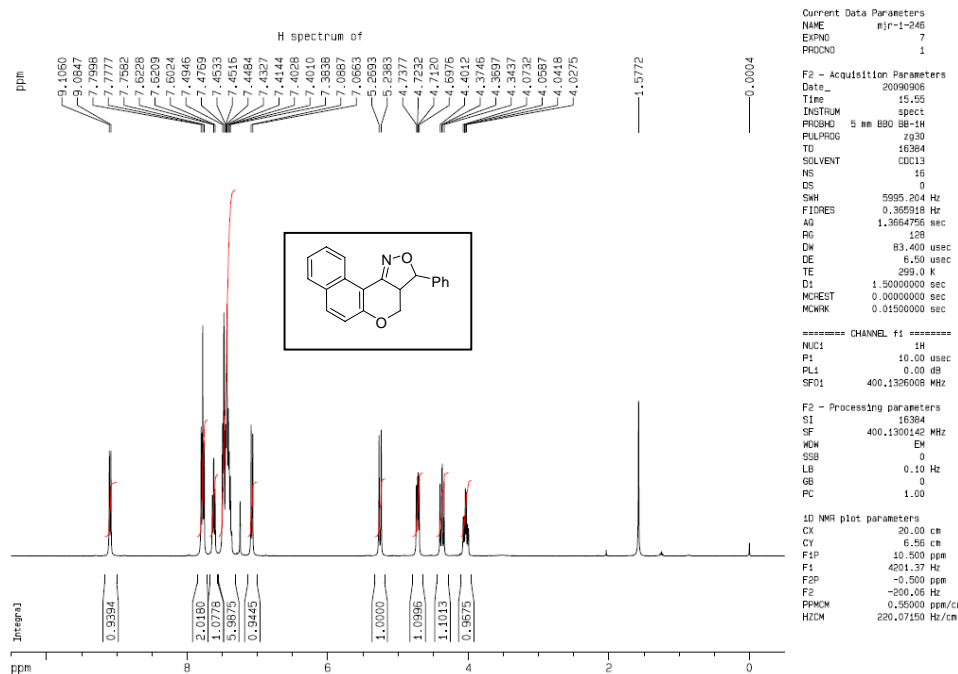 H spectrum of
ppm
9.1060
9.0847
7.7998
7.7777
7.7582
7.6228
7.6209
7.6024
7.4946
7.4769
7.4533
7.4516
7.4484
7.4327
7.4144
7.4028
7.4010
7.3838
7.0887
7.0663
5.2693
5.2383
4.7377
4.7232
4.7120
4.6976
4.4012
4.3746
4.3697
4.3437
4.0732
4.0587
4.0418
4.0275
1.5772
0.0004
N O
Ph
O
Integral
0.9394
2.0180
1.0778
5.9875
0.9445
1.0000
1.0996
1.1013
0.9675
ppm 8 6 4 2 0
Current Data Parameters
NAME mjr-1-246
EXPNO 7
PROCNO 1
F2 - Acquisition Parameters
Date_ 20090906
Time 15.55
INSTRUM spect
PROBHD 5 mm BBO BB-1H
PULPROG zg30
TD 16384
SOLVENT CDCl3
NS 16
DS 0
SWH 5995.204 Hz
FIDRES 0.365918 Hz
AQ 1.3664756 sec
RG 128
DW 83.400 usec
DE 6.50 usec
TE 299.0 K
D1 1.50000000 sec
MCREST 0.00000000 sec
MCWRK 0.01500000 sec
======== CHANNEL f1 ========
NUC1 1H
P1 10.00 usec
PL1 0.00 dB
SFO1 400.1326008 MHz
F2 - Processing parameters
SI 16384
SF 400.1300142 MHz
WDW EM
SSB 0
LB 0.10 Hz
GB 0
PC 1.00
1D NMR plot parameters
CX 20.00 cm
CY 6.56 cm
F1P 10.500 ppm
F1 4201.37 Hz
F2P -0.500 ppm
F2 -200.06 Hz
PPMCM 0.55000 ppm/c
HZCM 220.07150 Hz/cm